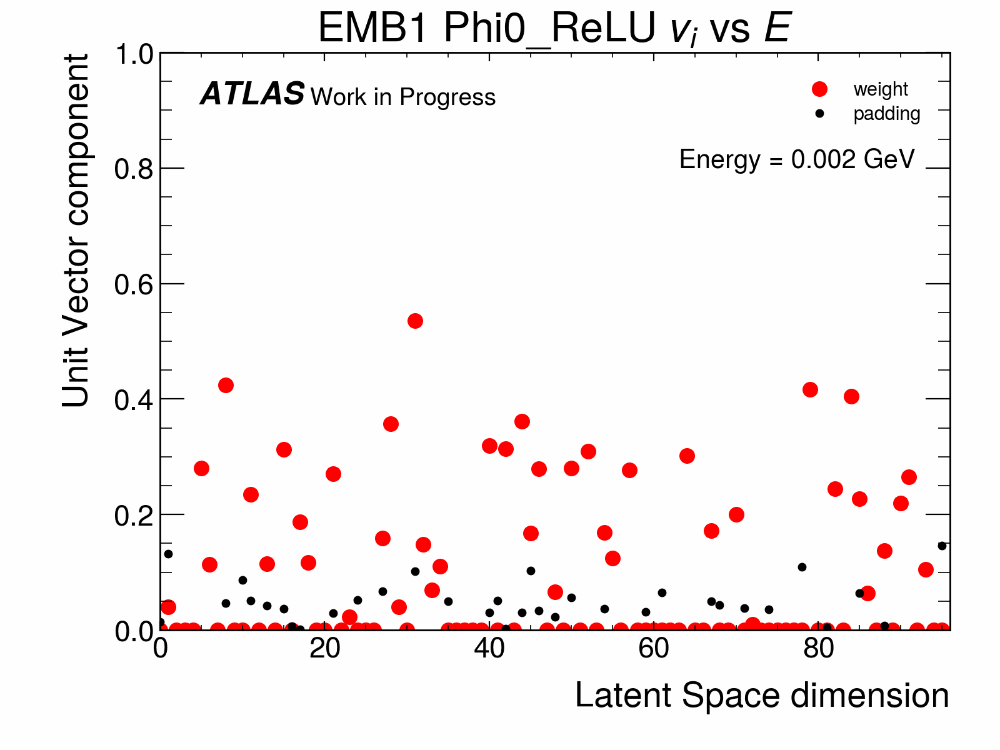 EMB1 Phi0_ReLU v_i vs E
1.0
0.8
0.6
0.4
0.2
0.0
Unit Vector component
ATLAS Work in Progress
weight
padding
Energy = 0.002 GeV
0 20 40 60 80
Latent Space dimension